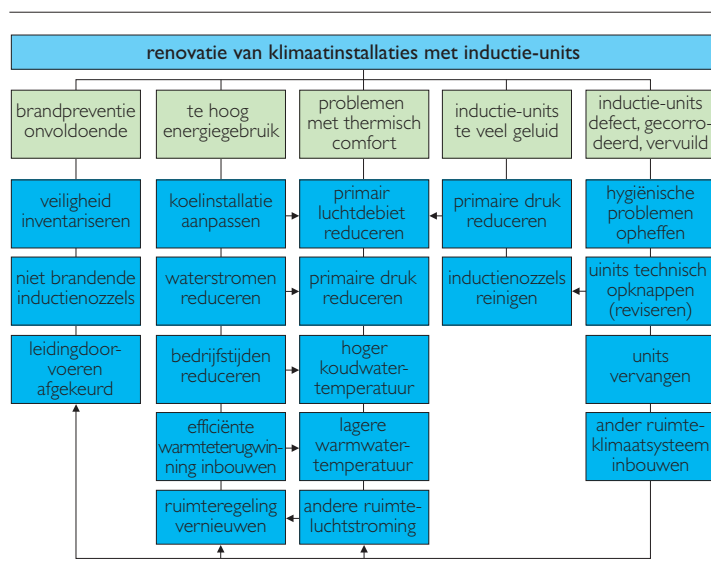 renovatie van klimaatinstallaties met inductie-units
brandpreventie
onvoldoende
te hoog
energiegebruik
problemen
met thermisch
comfort
inductie-units
te veel geluid
inductie-units
defect, gecorro-
deerd, vervuild
veiligheid
inventariseren
koelinstallatie
aanpassen
primair
luchtdebiet
reduceren
primaire druk
reduceren
hygiënische
problemen
opheffen
niet brandende
inductienozzels
waterstromen
reduceren
primaire druk
reduceren
inductienozzels
reinigen
uinits technisch
opknappen
(reviseren)
leidingdoor-
voeren
afgekeurd
bedrijfstijden
reduceren
hoger
koudwater-
temperatuur
units
vervangen
efficiënte
warmteterugwin-
ning inbouwen
lagere
warmwater-
temperatuur
ander ruimte-
klimaatsysteem
inbouwen
ruimteregeling
vernieuwen
andere ruimte-
luchtstroming